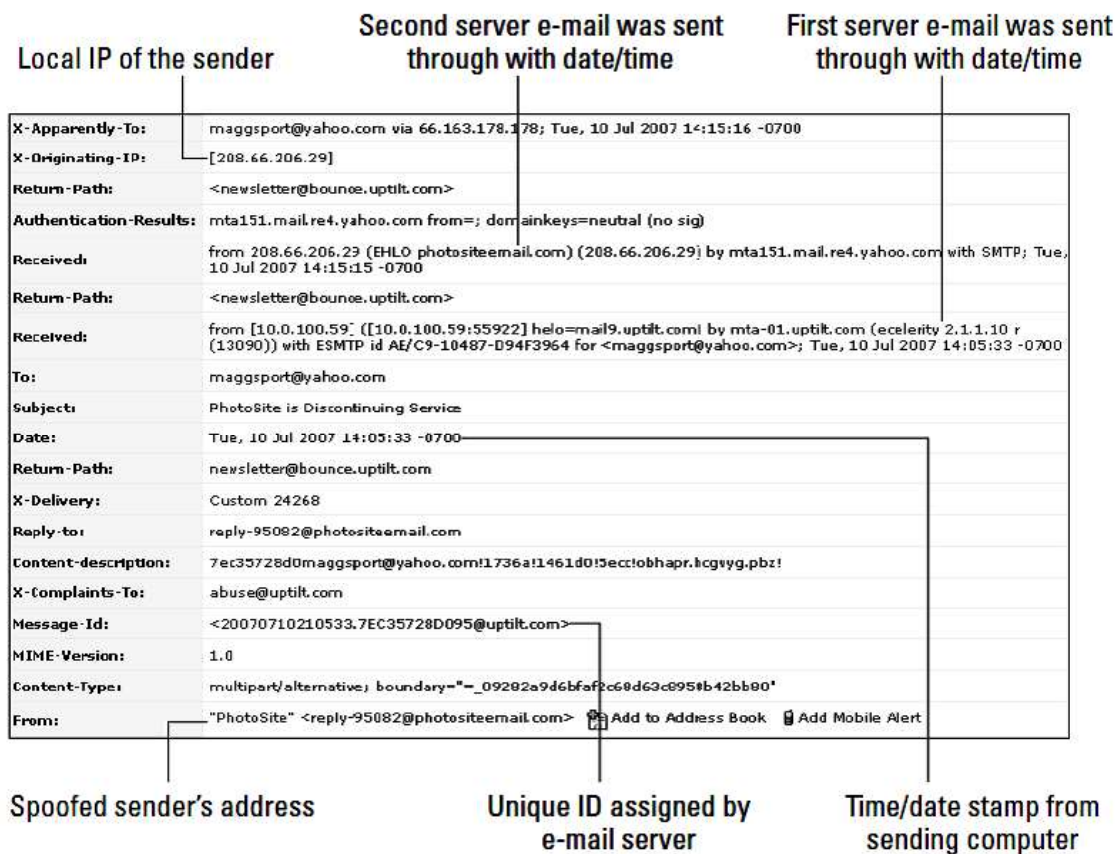 Second server e-mail was sent
through with date/time
First server e-mail was sent
through with date/time
Local IP of the sender
X-Apparently-To: maggsport@yahoo.com via 66.163.178.178; Tue, 10 Jul 2007 14:15:16 -0700
X-Originating-IP: [208.66.206.29]
Return-Path: <newsletter@bounce.uptilt.com>
Authentication-Results: mta151.mail.re4.yahoo.com from=; domainkeys=neutral (no sig)
Received: from 208.66.206.29 (EHLO photositeemail.com) (208.66.206.29) by mta151.mail.re4.yahoo.com with SMTP; Tue,
10 Jul 2007 14:15:15 -0700
Return-Path: <newsletter@bounce.uptilt.com>
Received: from [10.0.100.59] ([10.0.100.59:55922] helo=mail9.uptilt.com) by mta-01.uptilt.com (ecelerity 2.1.1.10 r
(13090)) with ESMTP id AE/C9-10487-D94F3964 for <maggsport@yahoo.com>; Tue, 10 Jul 2007 14:05:33 -0700
To: maggsport@yahoo.com
Subject: PhotoSite is Discontinuing Service
Date: Tue, 10 Jul 2007 14:05:33 -0700
Return-Path: newsletter@bounce.uptilt.com
X-Delivery: Custom 24268
Reply-to: reply-95082@photositeemail.com
Content-description: 7ec35728d0maggsport@yahoo.com!1736a!1461d0!5ecc!obhapr.hcgvyg.pbz!
X-Complaints-To: abuse@uptilt.com
Message-Id: <20070710210533.7EC35728D095@uptilt.com>
MIME-Version: 1.0
Content-Type: multipart/alternative;
From: "PhotoSite" <reply-95082@photositeemail.com> Add to Address Book Add Mobile Alert
Spoofed sender's address
Unique ID assigned by
e-mail server
Time/date stamp from
sending computer